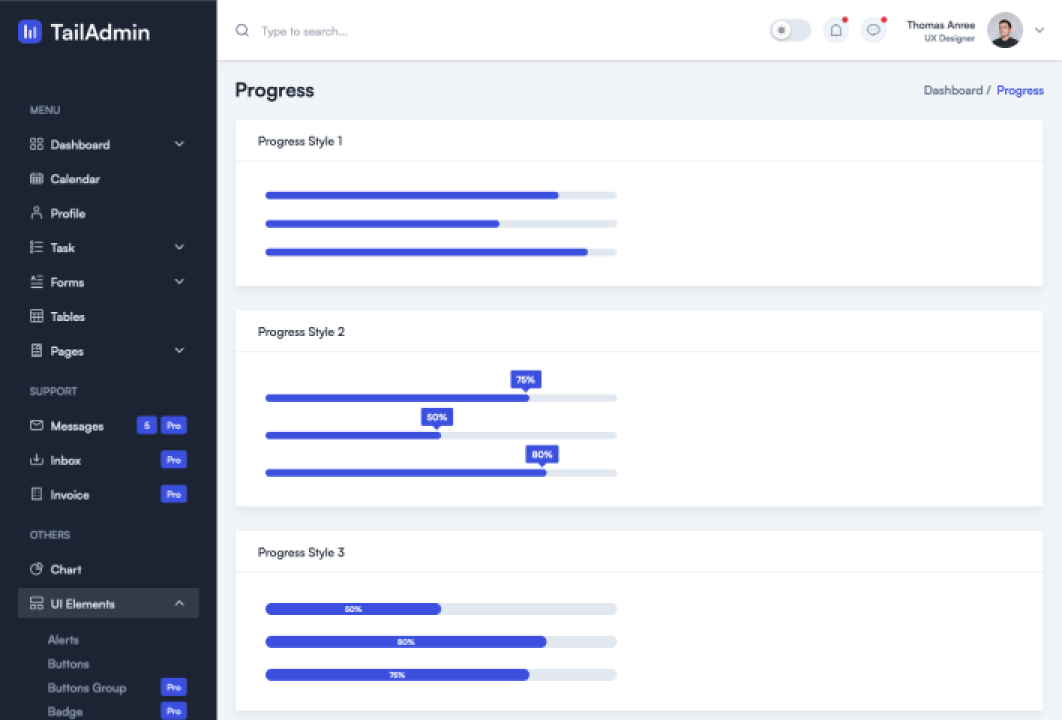 TailAdmin
Type to search...
Thomas Anree
UX Designer
MENU
Dashboard
Calendar
Profile
Task
Forms
Tables
Pages
SUPPORT
Messages 5 Pro
Inbox Pro
Invoice Pro
OTHERS
Chart
UI Elements
Alerts
Buttons
Buttons Group Pro
Badge Pro
Progress
Dashboard / Progress
Progress Style 1
Progress Style 2
75%
50%
80%
Progress Style 3
50%
80%
75%